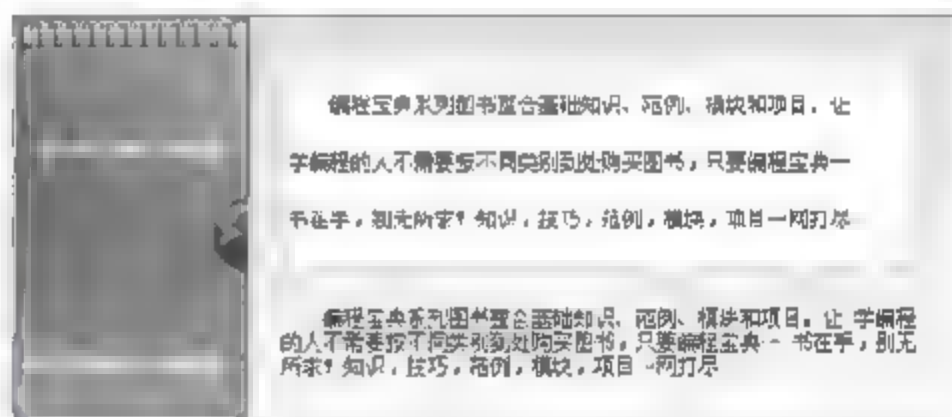 编程宝典系列图书整合基础知识、范例、模块和项目。让
学编程的人不需要按不同类别到处购买图书，只要编程宝典一
书在手，别无所求！知识，技巧，范例，模块，项目一网打尽
编程宝典系列图书整合基础知识、范例、模块和项目。让 学编程
的人不需要按不同类别到处购买图书，只要编程宝典一 书在手，别无
所求！知识，技巧，范例，模块，项目一网打尽